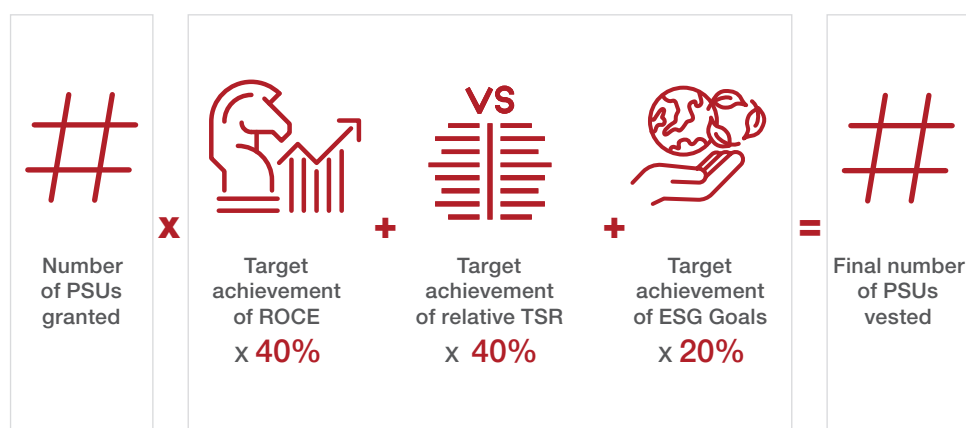 VS
x
+
+
=
Number
of PSUs
granted
Target
achievement
of ROCE
x 40%
Target
achievement
of relative TSR
x 40%
Target
achievement
of ESG Goals
x 20%
Final number
of PSUs
vested